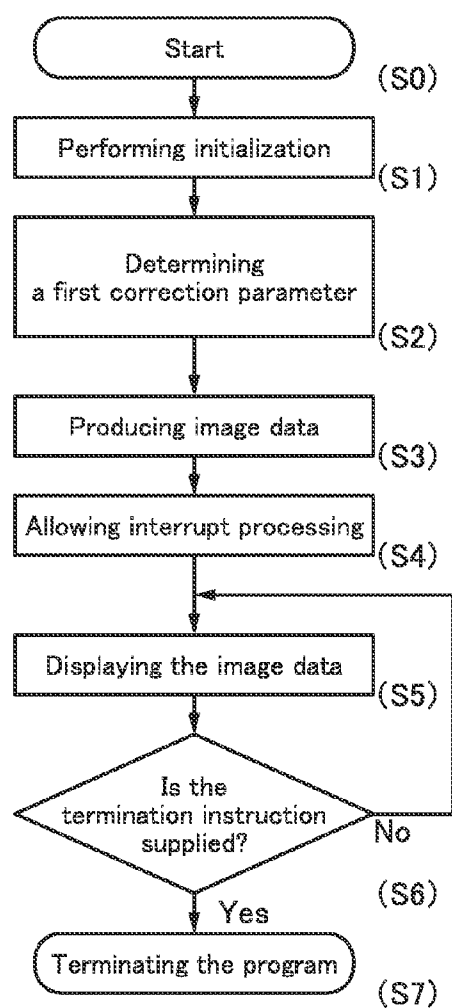 Start
(S0)
Performing initialization
(S1)
Determining
a first correction parameter
(S2)
Producing image data
(S3)
Allowing interrupt processing
(S4)
Displaying the image data
(S5)
Is the
termination instruction
supplied?
No
(S6)
Yes
Terminating the program
(S7)